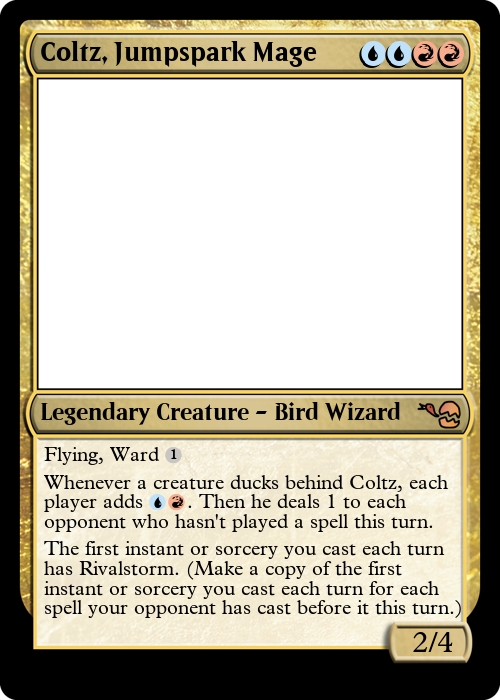 Coltz, Jumpspark Mage
Legendary Creature – Bird Wizard
Flying, Ward 1
Whenever a creature ducks behind Coltz, each
player adds . Then he deals 1 to each
opponent who hasn't played a spell this turn.
The first instant or sorcery you cast each turn
has Rivalstorm. (Make a copy of the first
instant or sorcery you cast each turn for each
spell your opponent has cast before it this turn.)
2/4